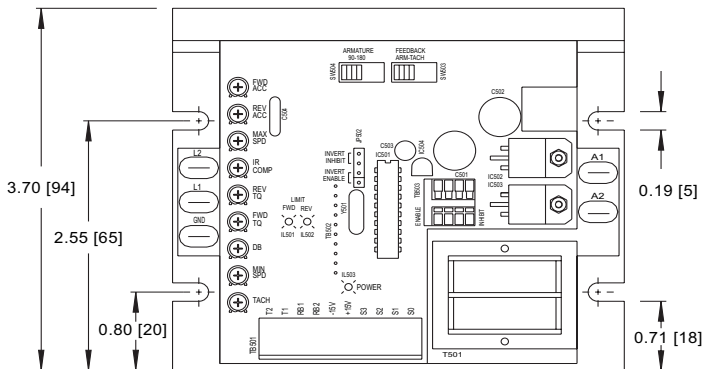 ARMATURE
90-180
FEEDBACK
ARM-TACH
SW504
SW503
FWD
ACC
REV
ACC
MAX
SPD
IR
COMP
REV
TQ
FWD
TQ
DB
MIN
SPD
TACH
C504
C502
JP502
C503
IC501
IC504
INVERT
INHIBIT
INVERT
ENABLE
C501
TB503
ENABLE
INHIBIT
IC502
IC503
Y501
TB502
L2
L1
GND
A1
A2
LIMIT
FWD REV
IL501 IL502
IL503
POWER
T2
T1
RB1
RB2
-15V
+15V
S3
S2
S1
S0
TB501
T501
3.70 [94]
2.55 [65]
0.80 [20]
0.19 [5]
0.71 [18]